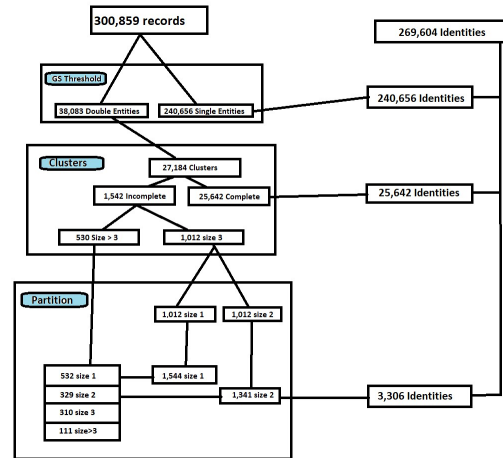 300,859 records
269,604 Identities
GS Threshold
38,083 Double Entities
240,656 Single Entities
240,656 Identities
Clusters
27,184 Clusters
1,542 Incomplete
25,642 Complete
25,642 Identities
530 Size > 3
1,012 size 3
Partition
1,012 size 1
1,012 size 2
532 size 1
1,544 size 1
329 size 2
1,341 size 2
3,306 Identities
310 size 3
111 size>3